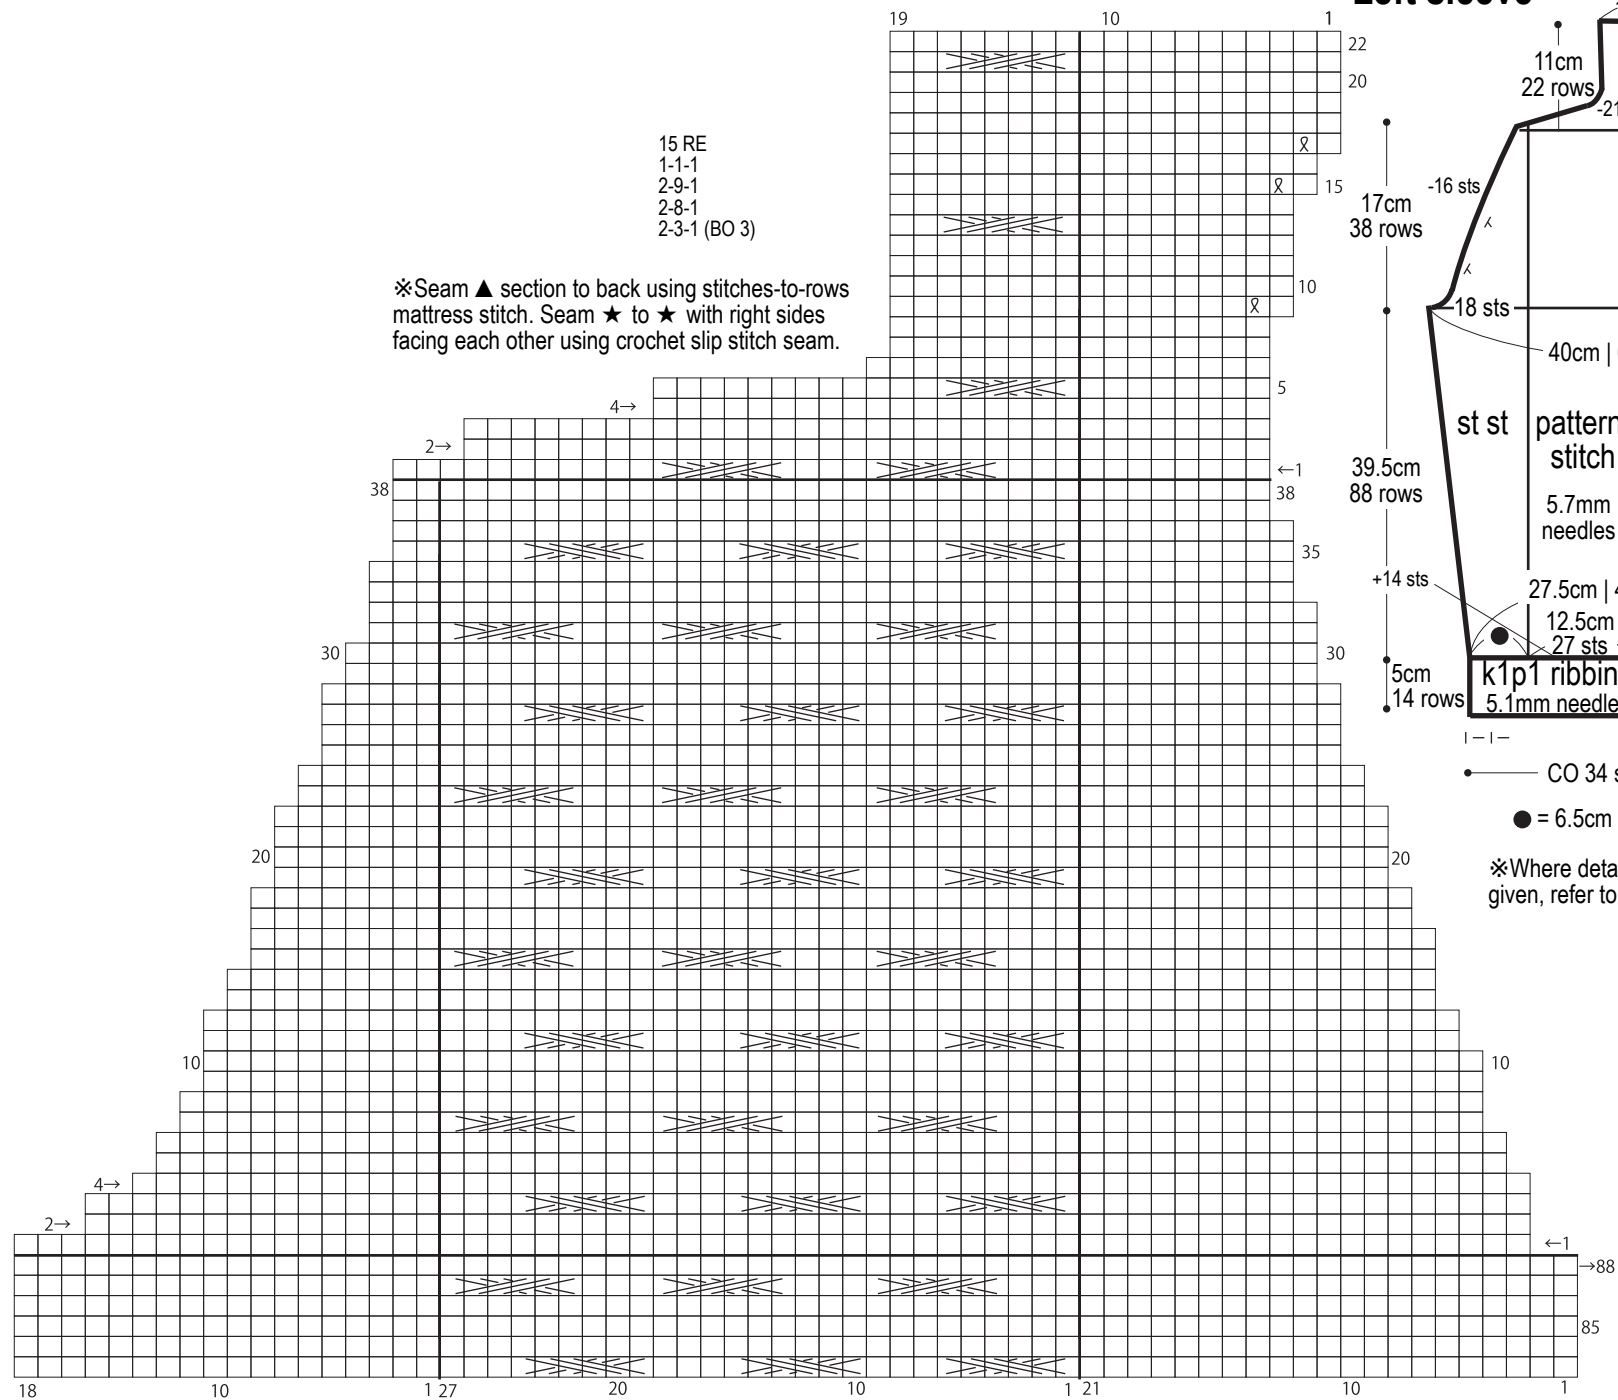 19 10 1
22
20
15
10
5
←1
15 RE
1-1-1
2-9-1
2-8-1
2-3-1 (BO 3)
※Seam ▲ section to back using stitches-to-rows
mattress stitch. Seam ★ to ★ with right sides
facing each other using crochet slip stitch seam.
4→
2→
38
30
20
10
4→
2→
38
35
30
20
10
←1
→88
85
18 10 1 27 20 10 1 21 10 1
11cm
22 rows
-21
-16 sts
17cm
38 rows
18 sts
40cm |
st st pattern
stitch
39.5cm
88 rows
5.7mm
needles
+14 sts
27.5cm | 4
12.5cm
27 sts
5cm
14 rows
k1p1 ribbin
5.1mm needle
| — | —
CO 34 s
● = 6.5cm
※Where deta
given, refer to